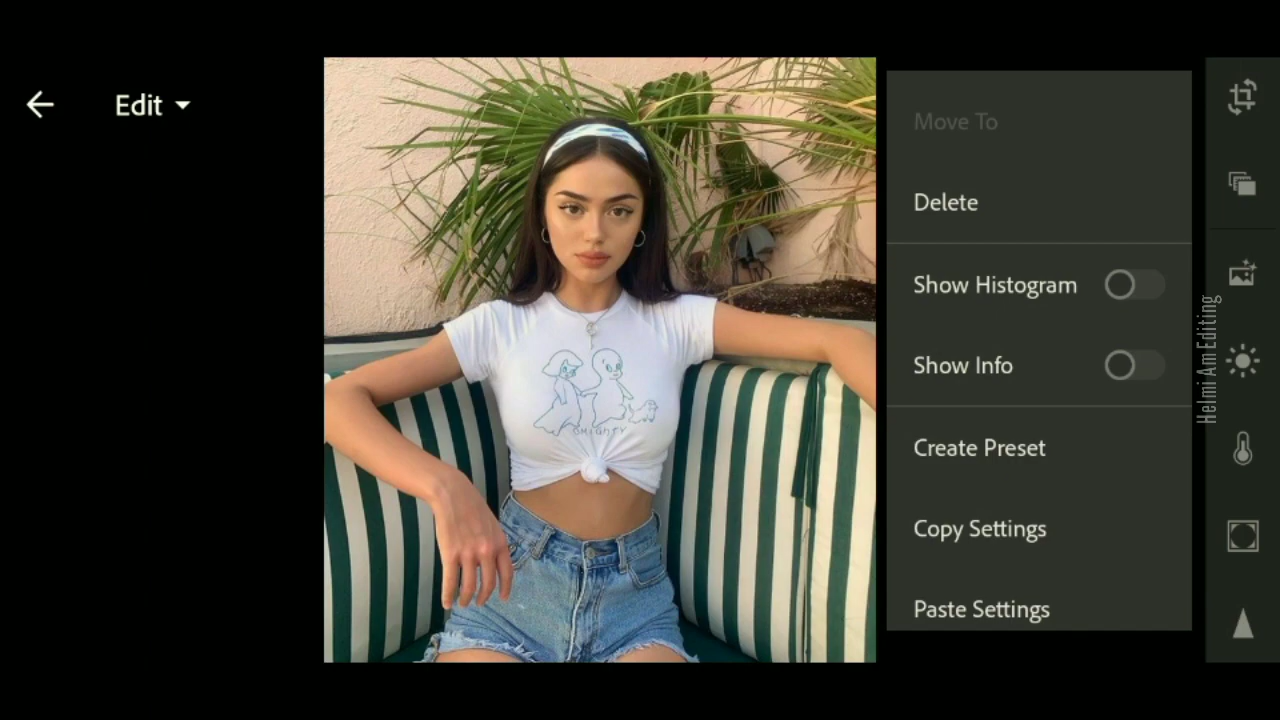 Edit
Move To
Delete
Show Histogram
Show Info
Create Preset
Copy Settings
Paste Settings
Helmi Am Editing